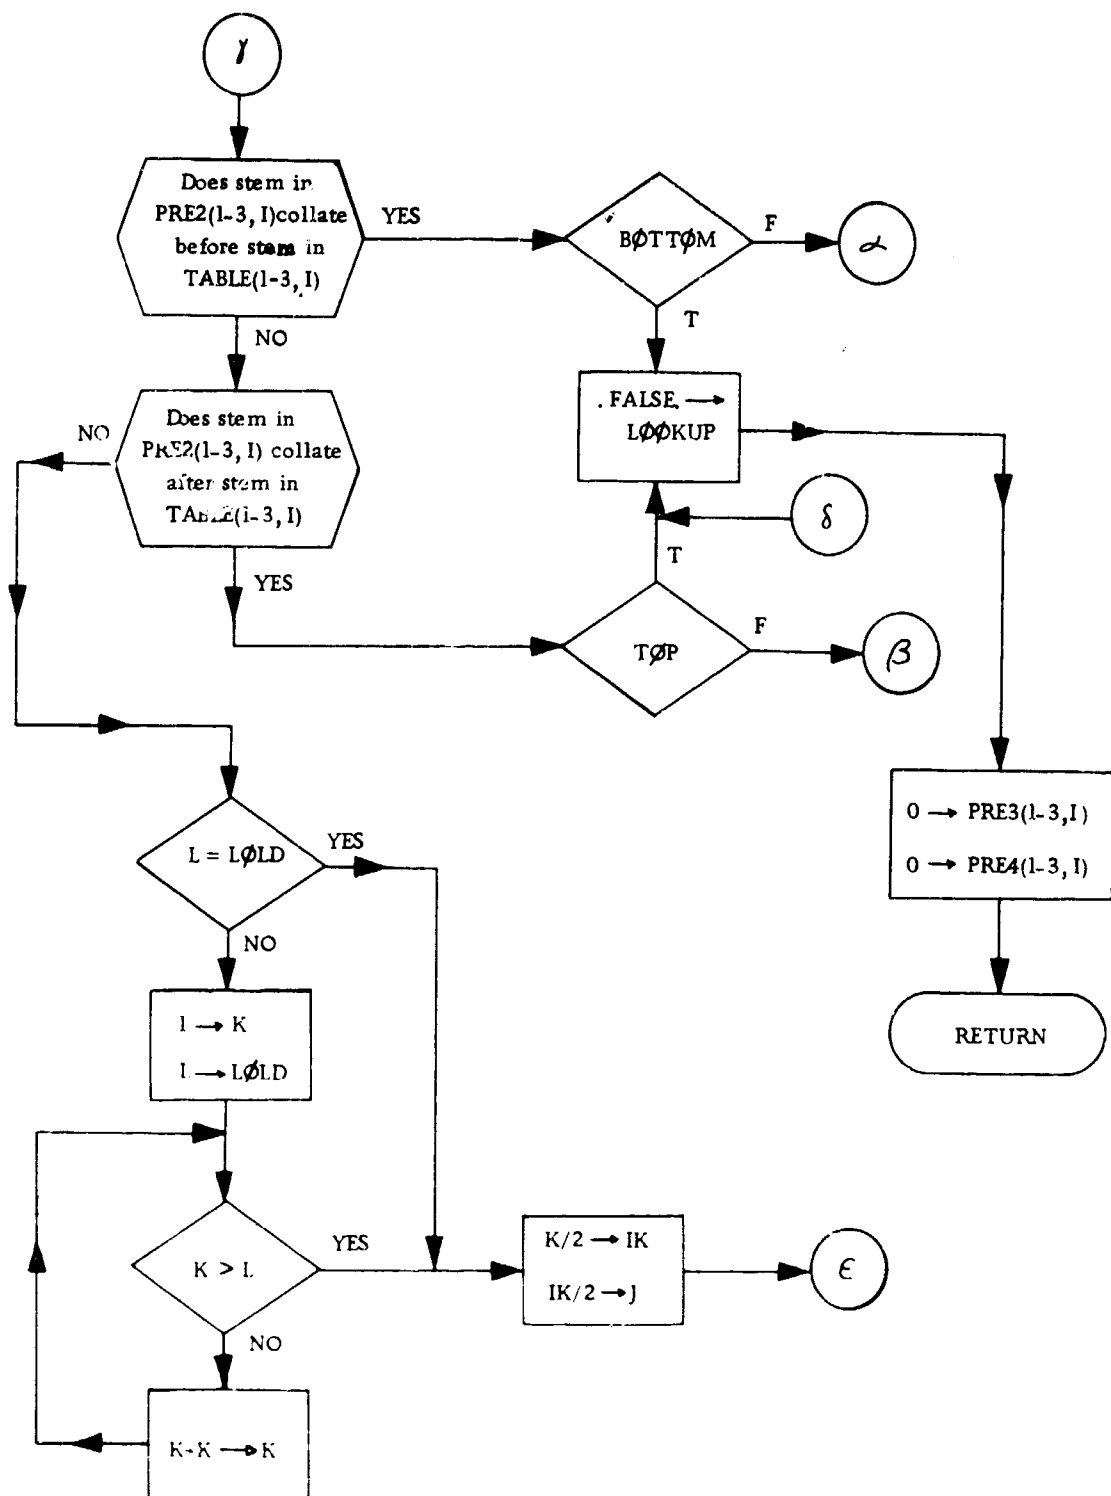 γ
Does stem in
PRE2(1-3, I)collate
before stem in
TABLE(1-3, I)
YES
BØTTØM
F
α
T
NO
.FALSE. →
LØØKUP
Does stem in
PRE2(1-3, I) collate
after stem in
TABLE(1-3, I)
NO
δ
T
YES
TØP
F
β
0 → PRE3(1-3,I)
0 → PRE4(1-3, I)
L = LØLD
YES
NO
1 → K
L → LØLD
RETURN
K > L
YES
K/2 → IK
IK/2 → J
ϵ
NO
K+K → K